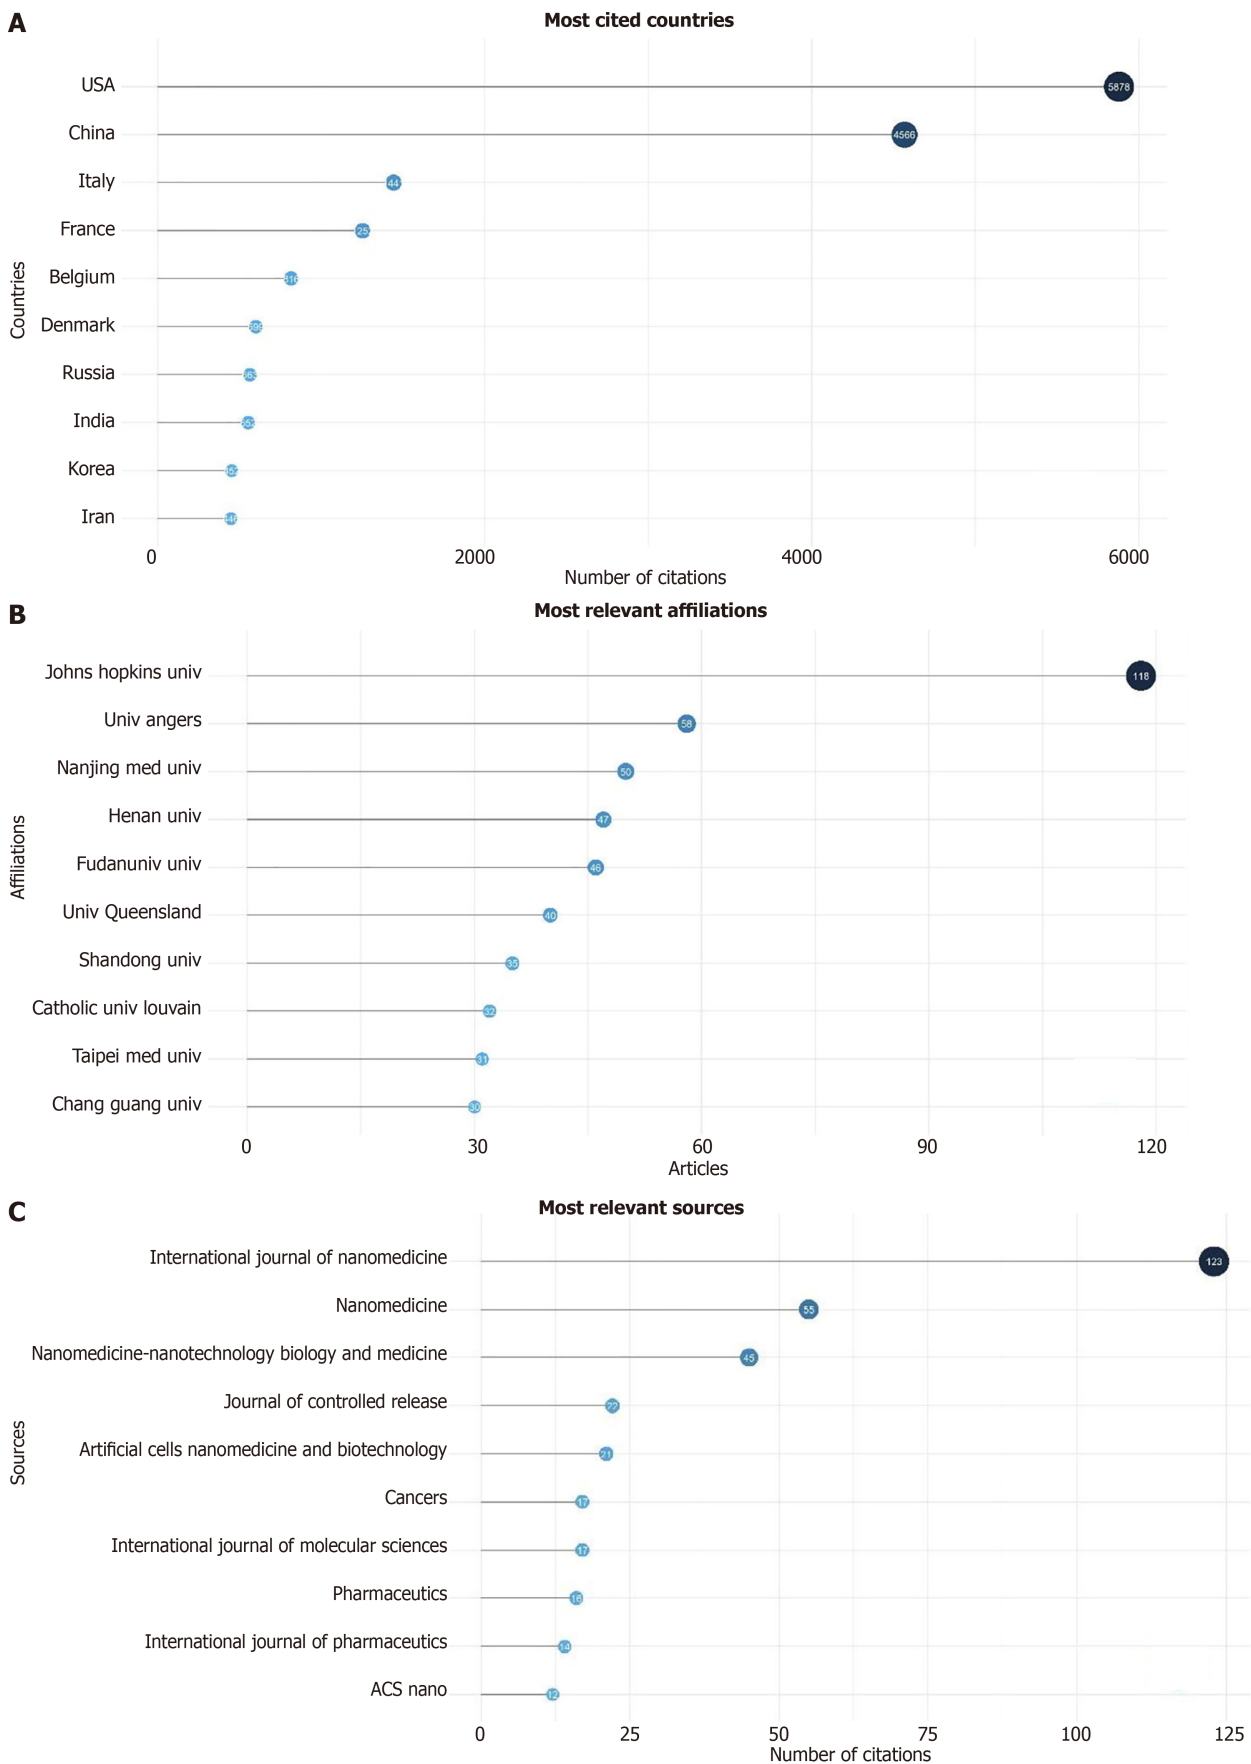 A
Most cited countries
USA
5878
China
4566
Italy
44
France
25
Belgium
Denmark
Russia
India
Korea
Iran
Countries
0 2000 4000 6000
Number of citations
B
Most relevant affiliations
Johns hopkins univ
118
Univ angers
58
Nanjing med univ
50
Henan univ
47
Fudanuniv univ
46
Univ Queensland
40
Shandong univ
35
Catholic univ louvain
32
Taipei med univ
31
Chang guang univ
30
Affiliations
0 30 60 90 120
Articles
C
Most relevant sources
International journal of nanomedicine
123
Nanomedicine
55
Nanomedicine-nanotechnology biology and medicine
45
Journal of controlled release
22
Artificial cells nanomedicine and biotechnology
21
Cancers
17
International journal of molecular sciences
17
Pharmaceutics
16
International journal of pharmaceutics
14
ACS nano
12
Sources
0 25 50 75 100 125
Number of citations